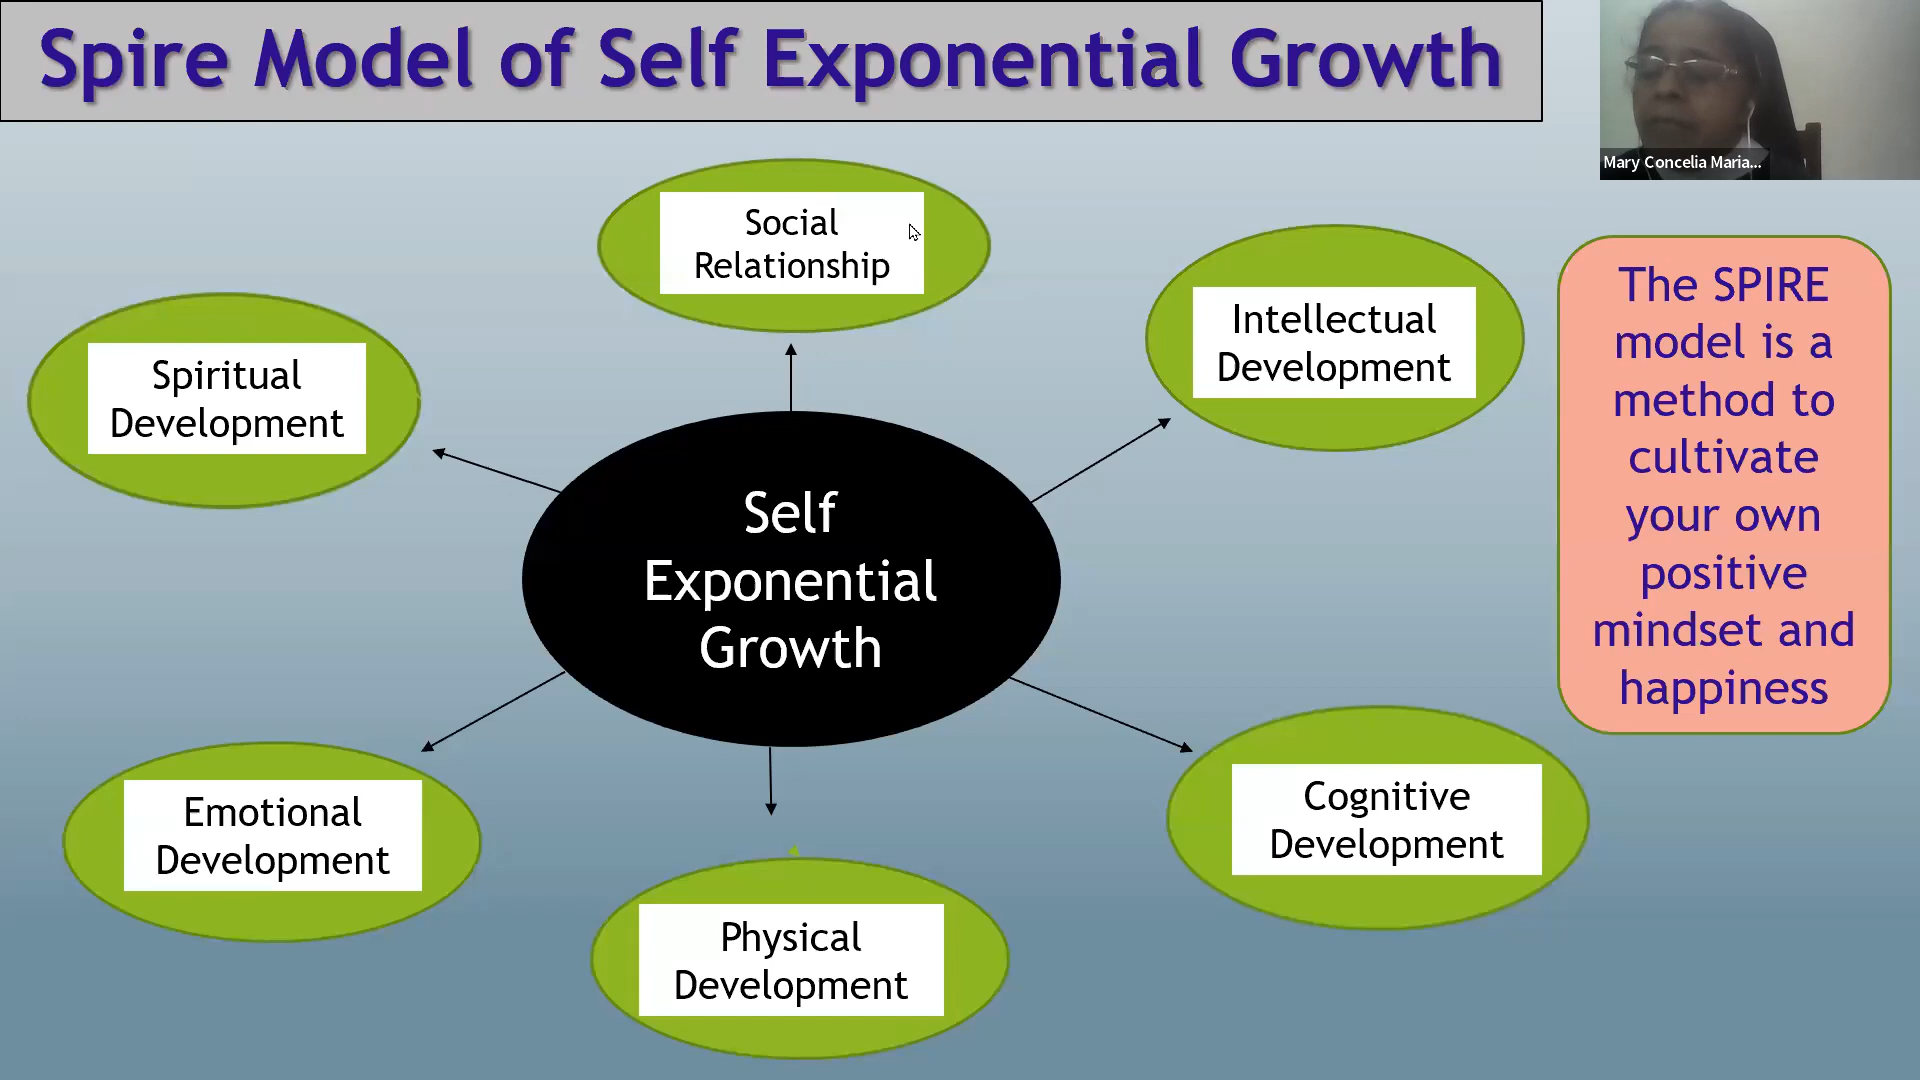 Spire Model of Self Exponential Growth
Mary Concelia Maria...
Social
Relationship
Intellectual
Development
Spiritual
Development
Self
Exponential
Growth
Emotional
Development
Physical
Development
Cognitive
Development
The SPIRE
model is a
method to
cultivate
your own
positive
mindset and
happiness